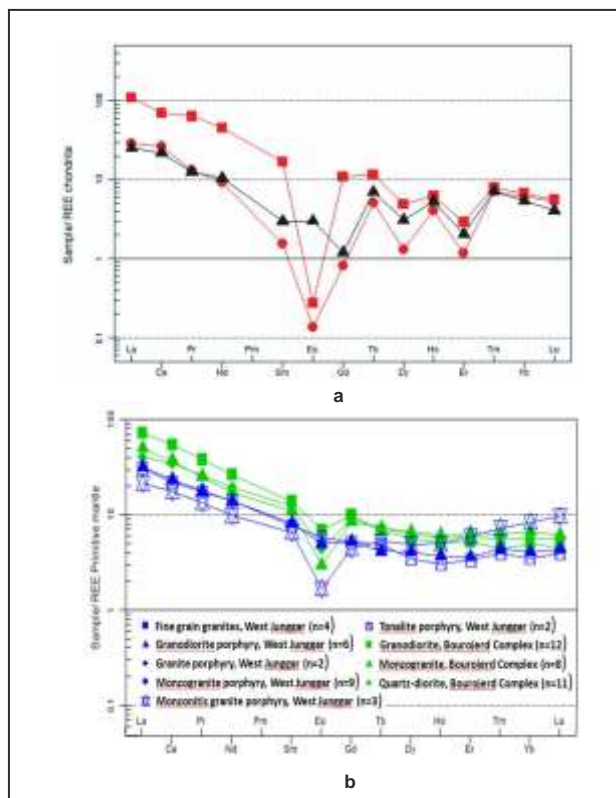 100
10
1
0.1
Sample/ REE chondrite
La Pr Pm Eu Tb Ho Tm Lu
Ce Nd Sm Gd Dy Er Yb
a
100
10
1
0.1
Sample/ REE Primitive mantle
Fine grain granites, West Junggar (n=4)
Granodiorite porphyry, West Junggar (n=6)
Granite porphyry, West Junggar (n=2)
Monzogranite porphyry, West Junggar (n=9)
Monzonitic granite porphyry, West Junggar (n=3)
Tonalite porphyry, West Junggar (n=2)
Granodiorite, Bourojerd Complex (n=12)
Monzogranite, Bourojerd Complex (n=8)
Quartz-diorite, Bourojerd Complex (n=11)
La Pr Pm Eu Tb Ho Tm Lu
Ce Nd Sm Gd Dy Er Yb
b